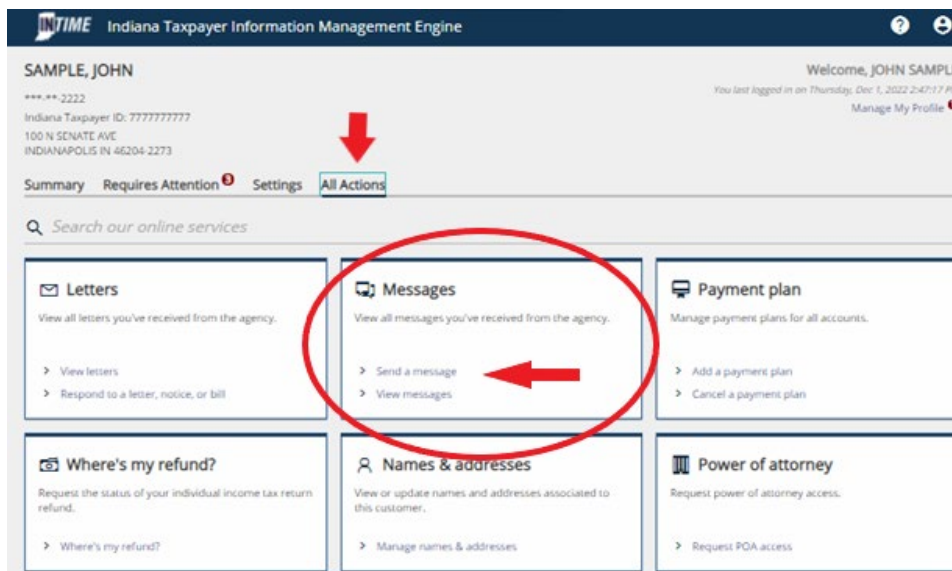 INTIME Indiana Taxpayer Information Management Engine
SAMPLE, JOHN
***-**-2222
Indiana Taxpayer ID: 7777777777
100 N SENATE AVE
INDIANAPOLIS IN 46204-2273
Welcome, JOHN SAMPLE
You last logged in on Thursday, Dec 1, 2022 2:47:17 P
Manage My Profile
Summary Requires Attention 3 Settings All Actions
Search our online services
Letters
View all letters you've received from the agency.
> View letters
> Respond to a letter, notice, or bill
Messages
View all messages you've received from the agency.
> Send a message
> View messages
Payment plan
Manage payment plans for all accounts.
> Add a payment plan
> Cancel a payment plan
Where's my refund?
Request the status of your individual income tax return
refund.
> Where's my refund?
Names & addresses
View or update names and addresses associated to
this customer.
> Manage names & addresses
Power of attorney
Request power of attorney access.
> Request POA access